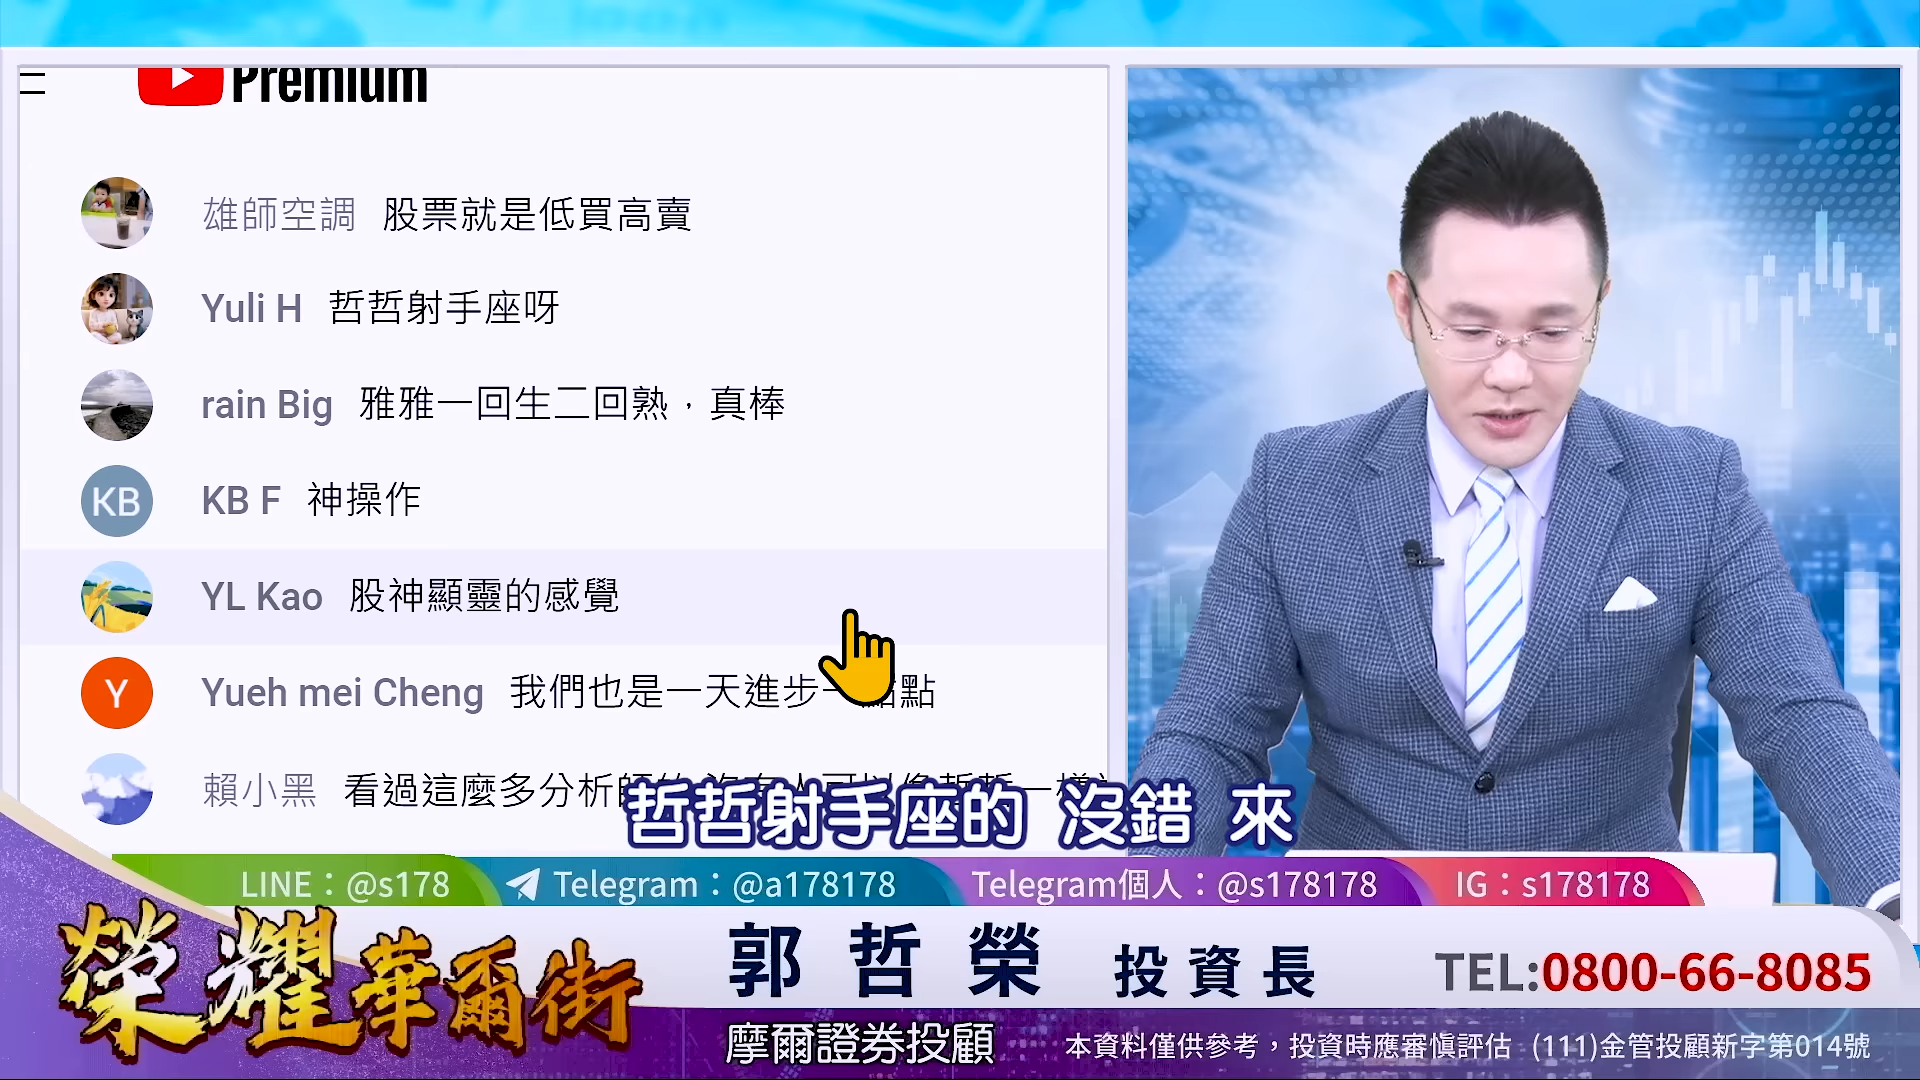 Premium
雄師空調 股票就是低買高賣
Yuli H 哲哲射手座呀
rain Big 雅雅一回生二回熟，真棒
KB
KB F 神操作
YL Kao 股神顯靈的感覺
Y
Yueh mei Cheng 我們也是一天進步一點點
賴小黑 看過這麼多分析師的
哲哲射手座的 沒錯 來
LINE：@s178
Telegram：@a178178
Telegram個人：@s178178
IG：s178178
榮耀華爾街
郭哲榮 投資長
TEL:0800-66-8085
摩爾證券投顧
本資料僅供參考，投資時應審慎評估 (111)金管投顧新字第014號